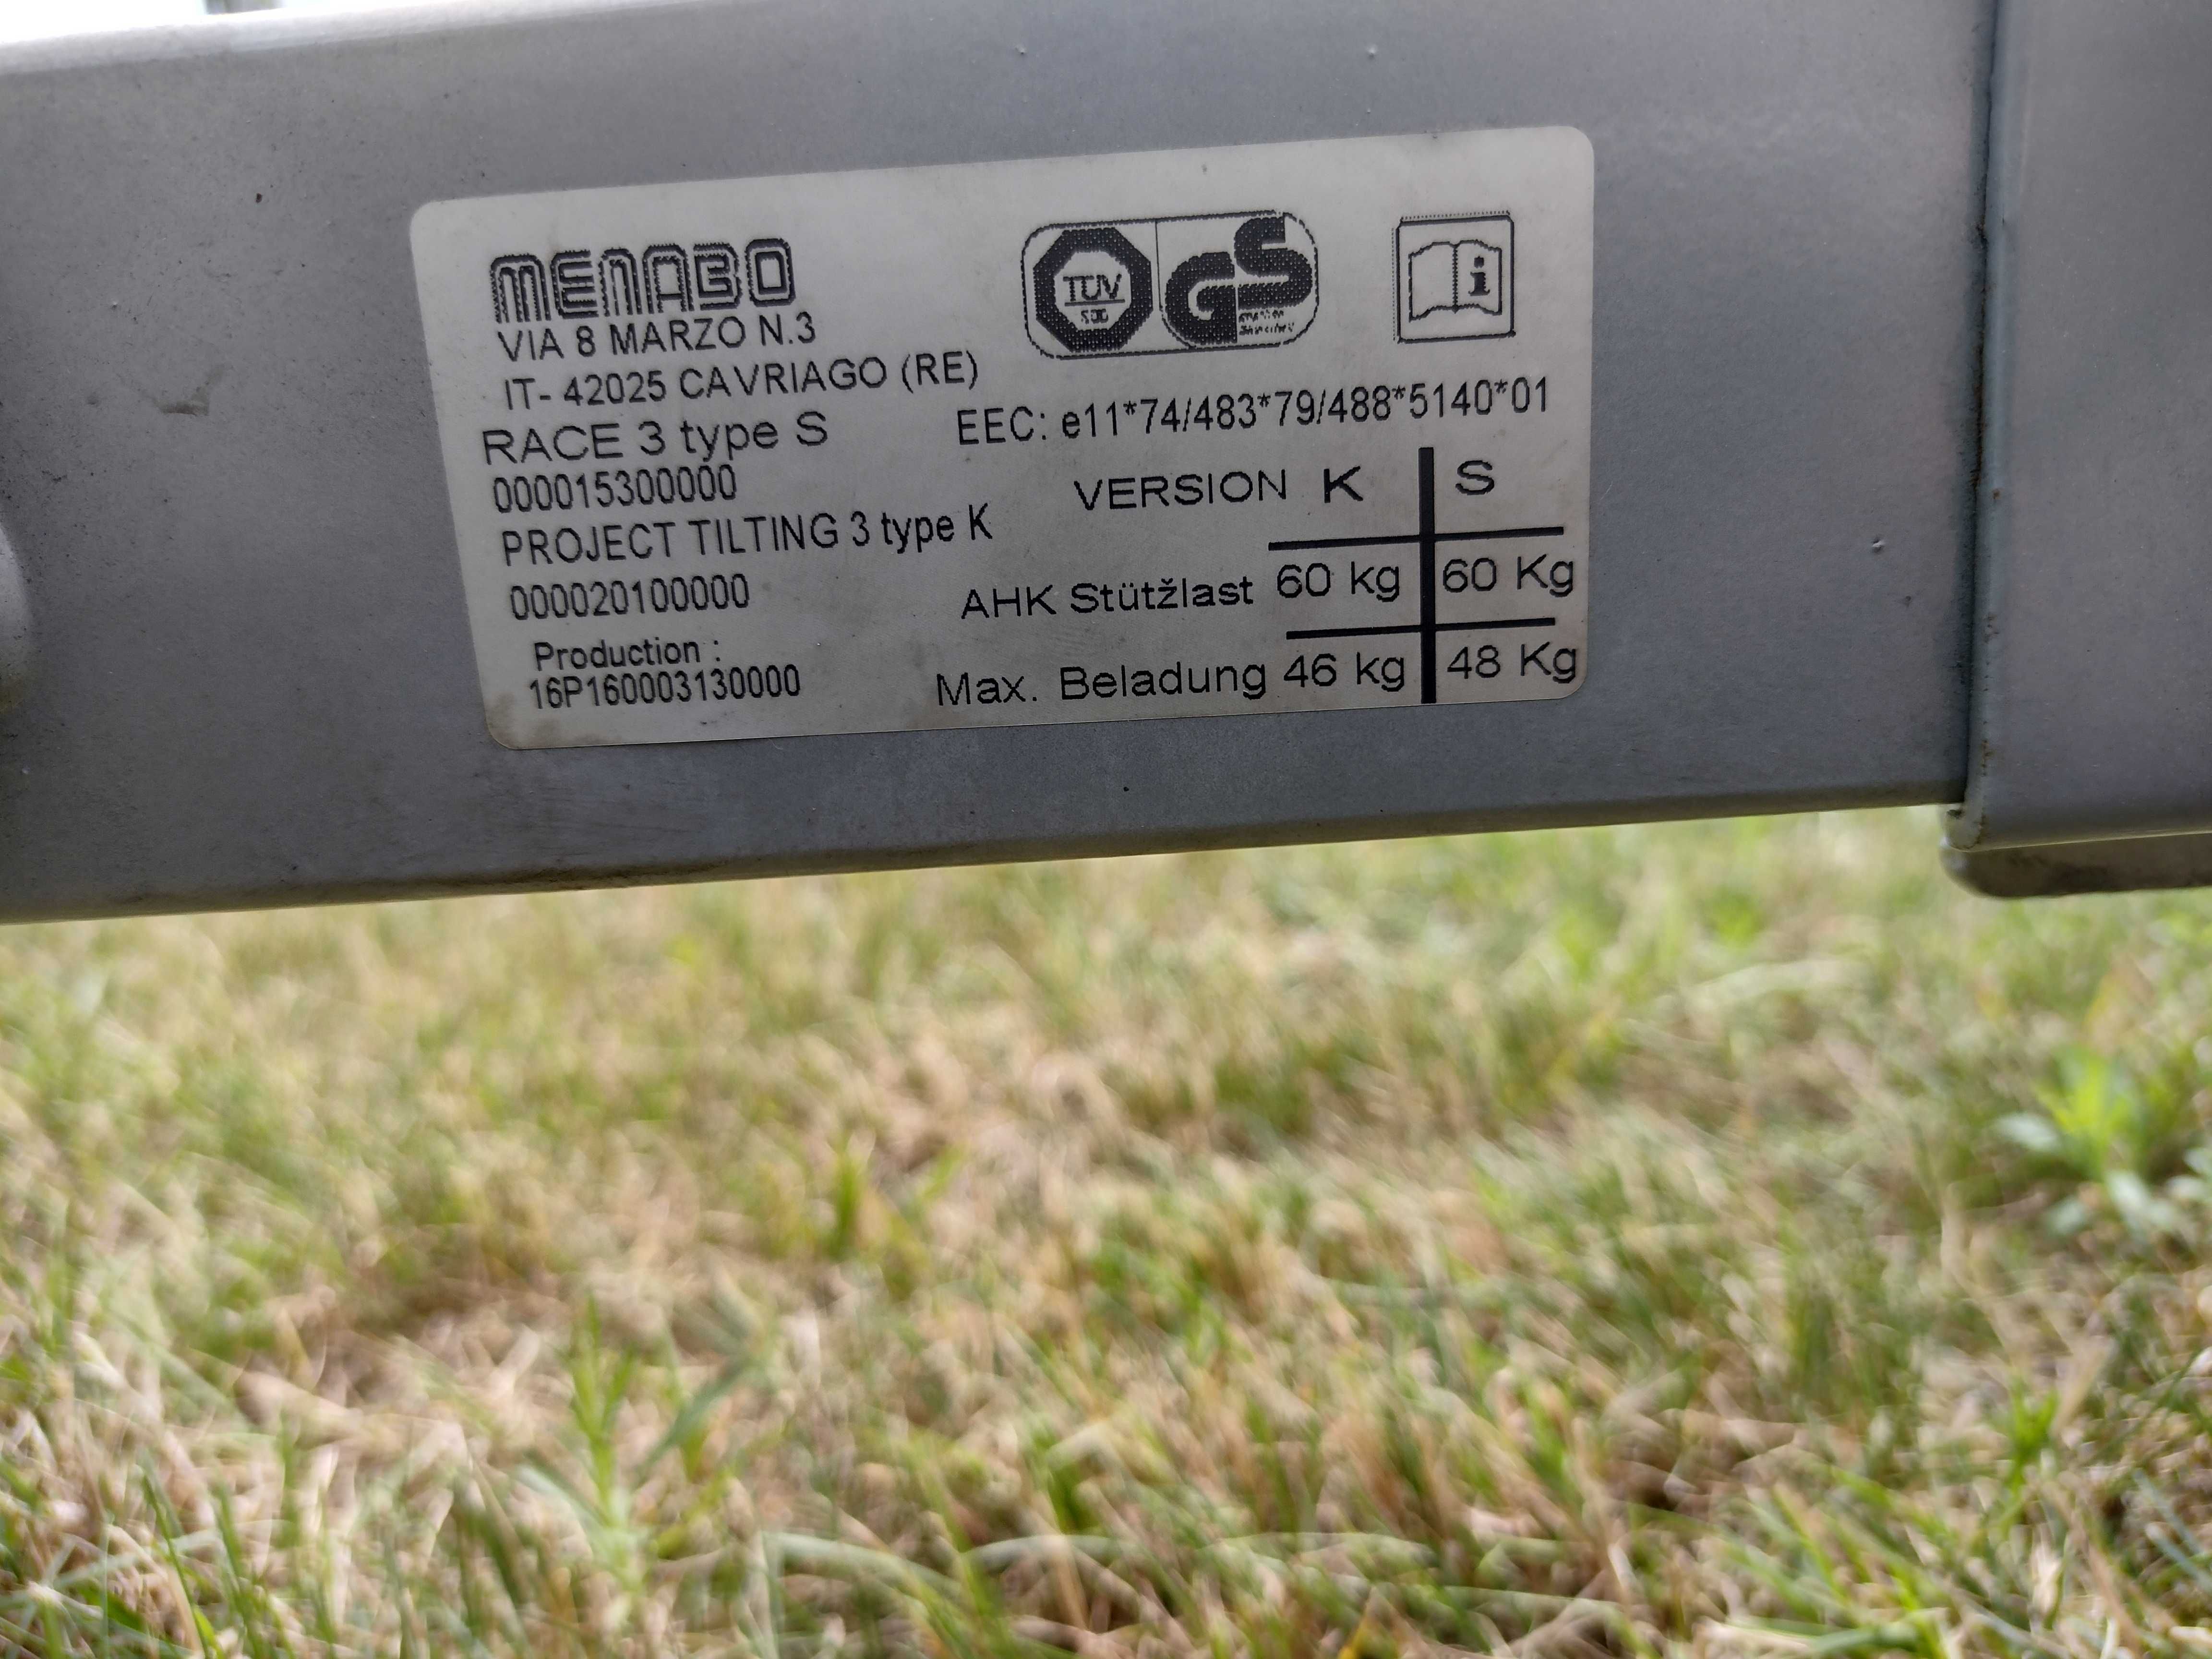 MENABO
VIA 8 MARZO N.3
IT- 42025 CAVRIAGO (RE)
RACE 3 type S
000015300000
PROJECT TILTING 3 type K
000020100000
Production :
16P160003130000
TÜV
SÜD
GS
i
EEC: e11*74/483*79/488*5140*01
VERSION K S
AHK Stütžlast 60 kg 60 Kg
Max. Beladung 46 kg 48 Kg